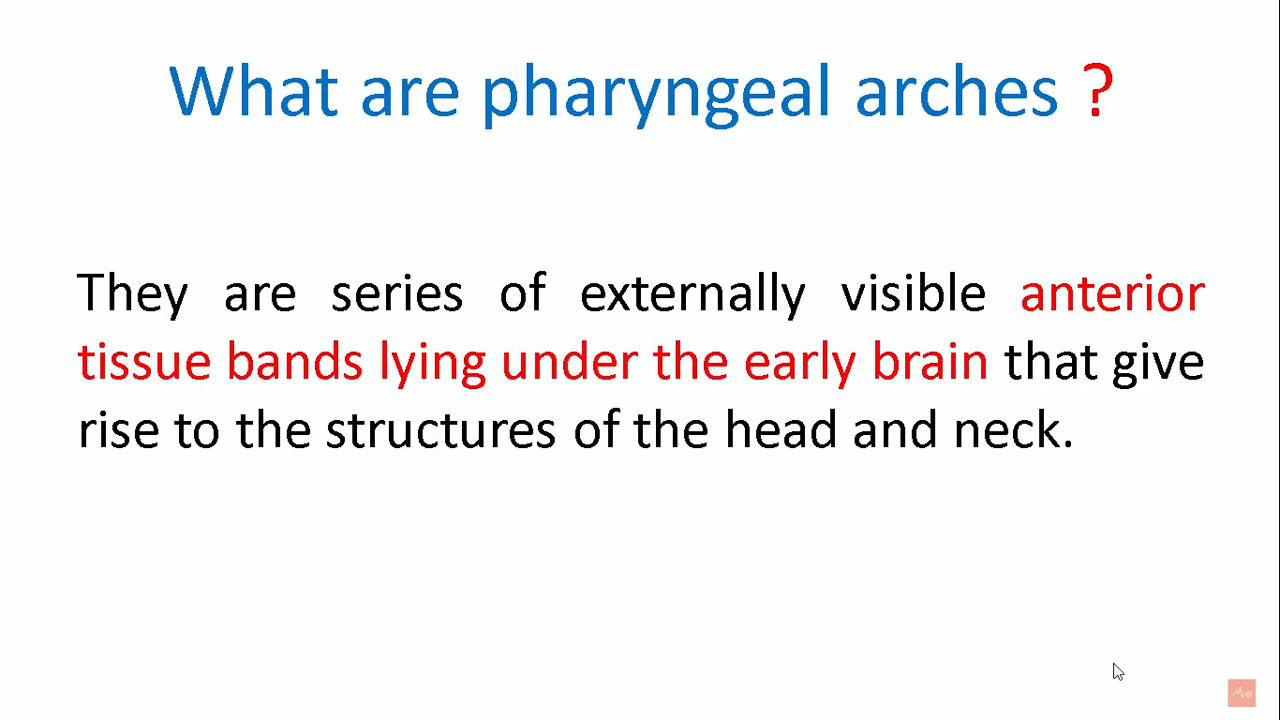 What are pharyngeal arches ?
They are series of externally visible anterior
tissue bands lying under the early brain that give
rise to the structures of the head and neck.